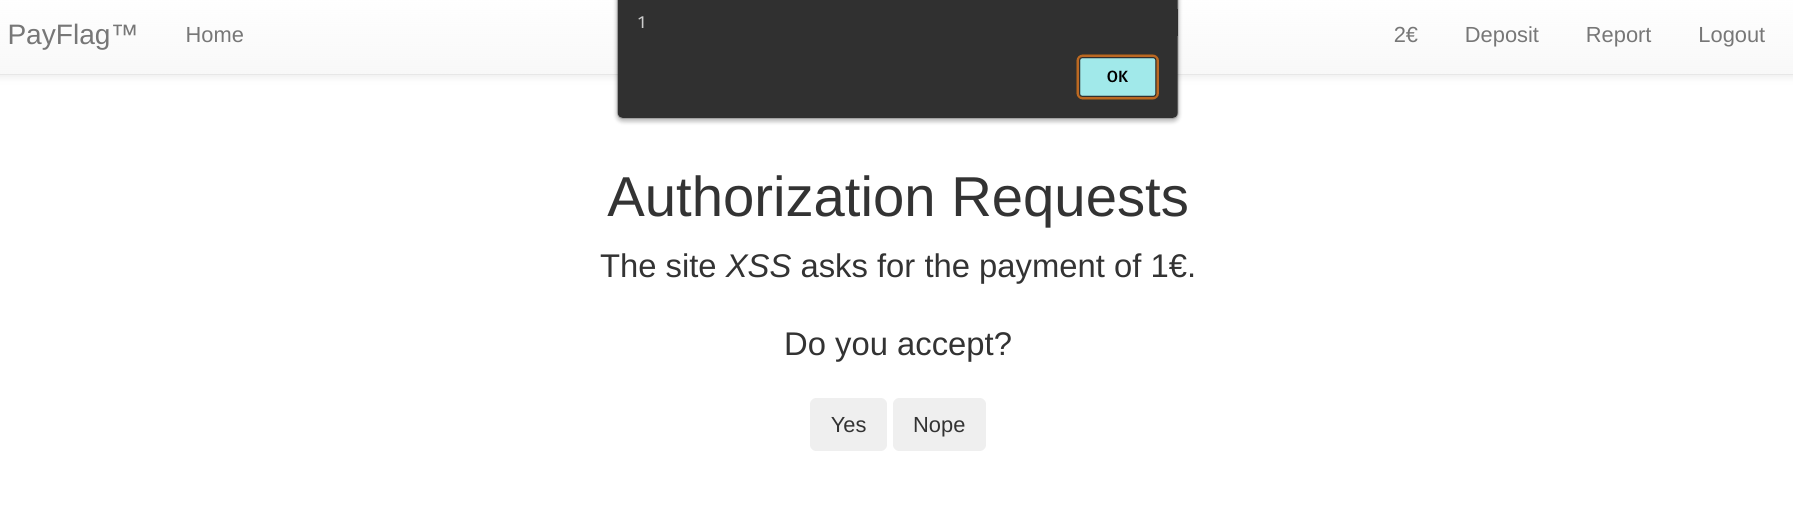 1
OK
PayFlag™ Home 2€ Deposit Report Logout
Authorization Requests
The site XSS asks for the payment of 1€.
Do you accept?
Yes Nope